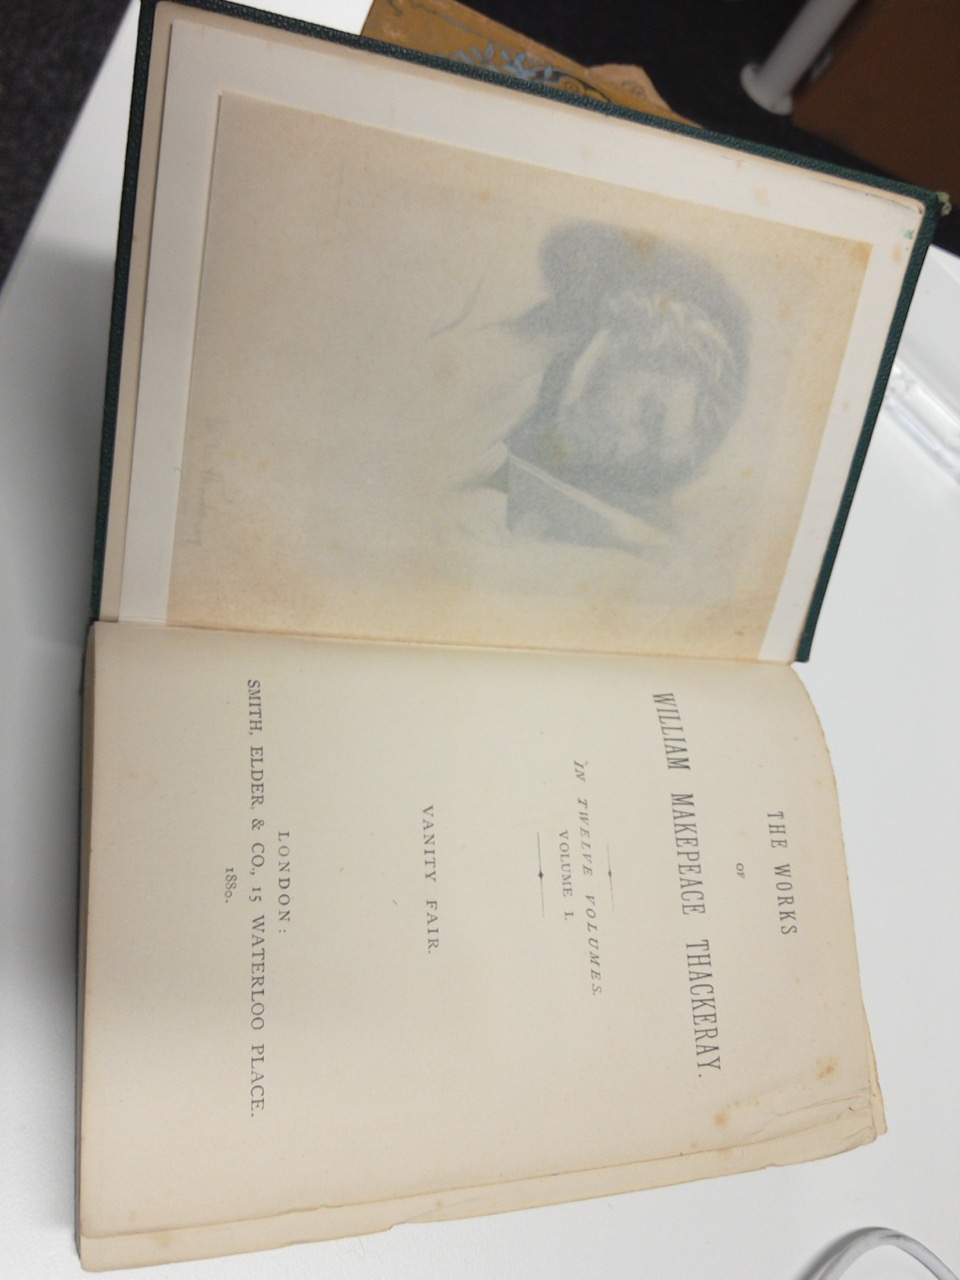 THE WORKS
OF
WILLIAM MAKEPEACE THACKERAY.
IN TWELVE VOLUMES.
VOLUME I.
VANITY FAIR.
LONDON:
SMITH, ELDER, & CO., 15 WATERLOO PLACE.
1880.